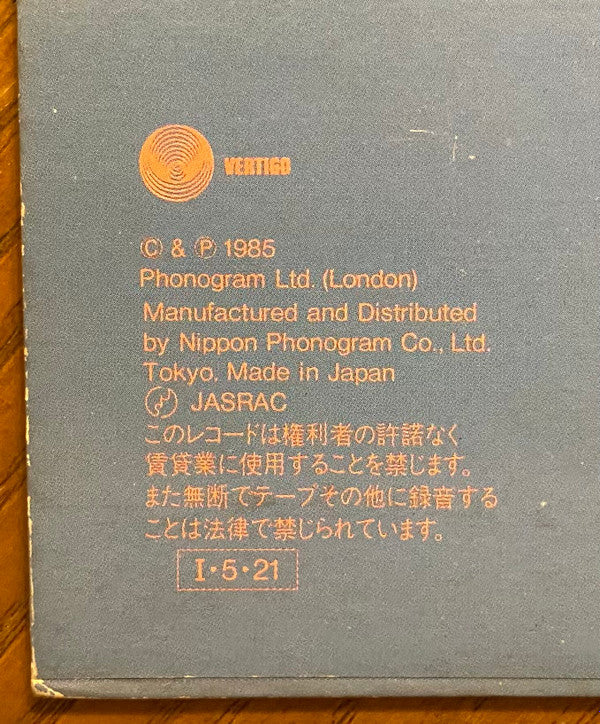 VERTIGO
© & ℗ 1985
Phonogram Ltd. (London)
Manufactured and Distributed
by Nippon Phonogram Co., Ltd.
Tokyo. Made in Japan
JASRAC
このレコードは権利者の許諾なく
賃貸業に使用することを禁じます。
また無断でテープその他に録音する
ことは法律で禁じられています。
I・5・21